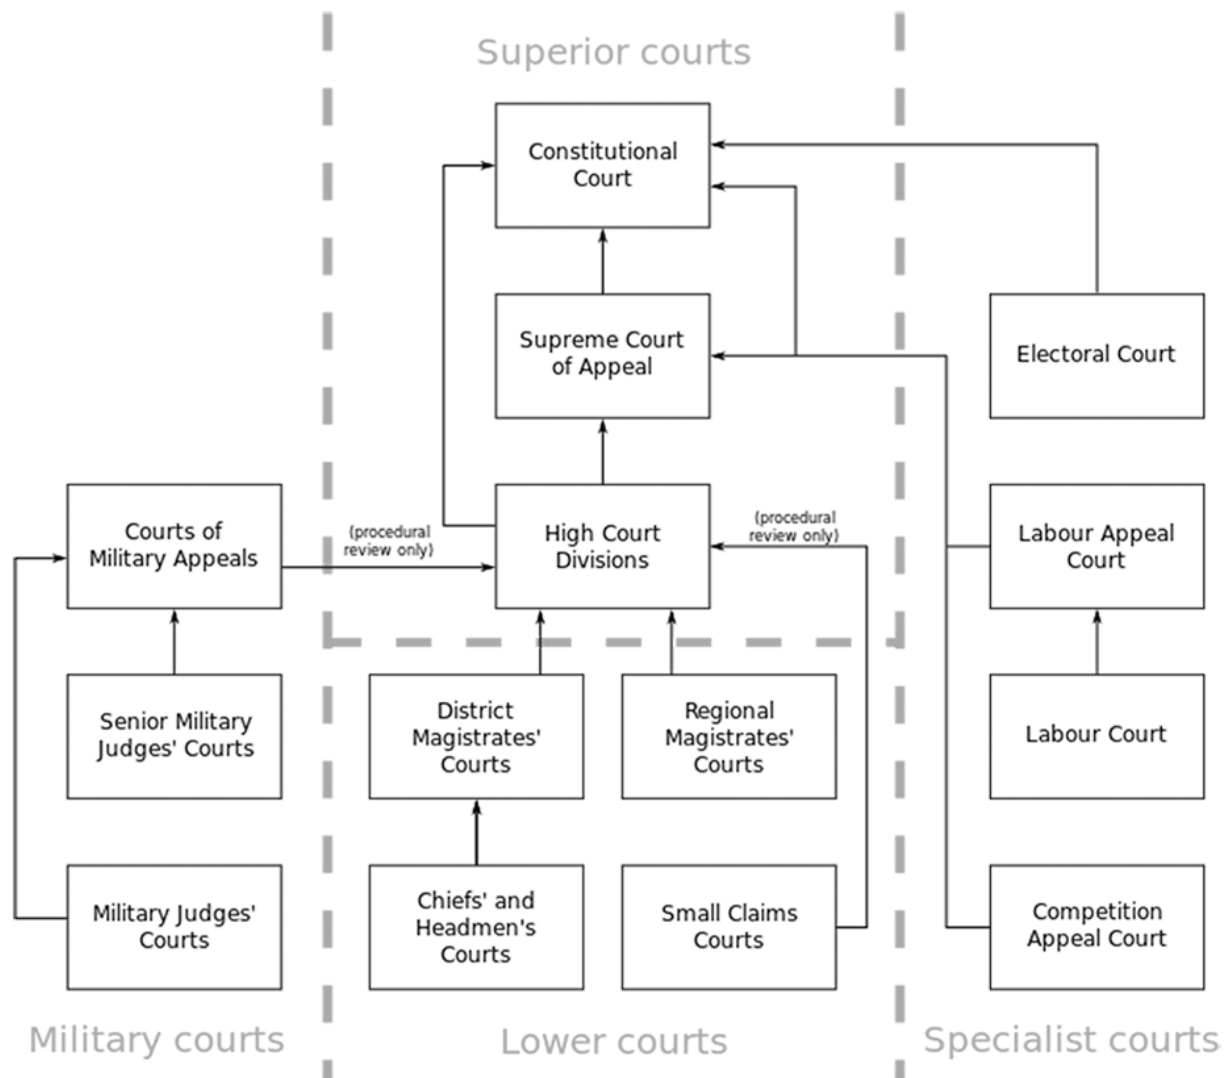 Superior courts
Constitutional
Court
Supreme Court
of Appeal
Electoral Court
Courts of
Military Appeals
(procedural
review only)
High Court
Divisions
(procedural
review only)
Labour Appeal
Court
Senior Military
Judges' Courts
District
Magistrates'
Courts
Regional
Magistrates'
Courts
Labour Court
Military Judges'
Courts
Chiefs' and
Headmen's
Courts
Small Claims
Courts
Competition
Appeal Court
Military courts
Lower courts
Specialist courts